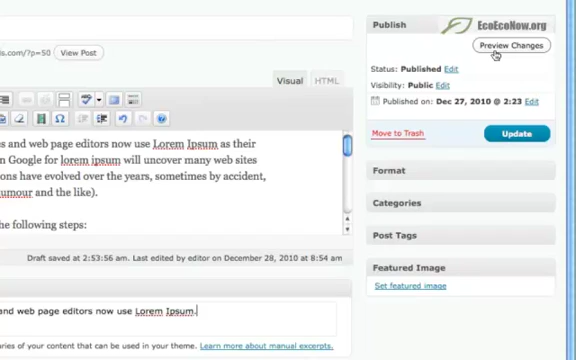 Publish
EcoEcoNow.org
Preview Changes
ls.com/?p=50 View Post
Status: Published Edit
Visual HTML
Visibility: Public Edit
Published on: Dec 27, 2010 @ 2:23 Edit
Move to Trash Update
es and web page editors now use Lorem Ipsum as their
n Google for lorem ipsum will uncover many web sites
ons have evolved over the years, sometimes by accident,
umour and the like).
he following steps:
Format
Categories
Post Tags
Draft saved at 2:53:56 am. Last edited by editor on December 28, 2010 at 8:54 am
Featured Image
Set featured image
and web page editors now use Lorem Ipsum.
ries of your content that can be used in your theme. Learn more about manual excerpts.